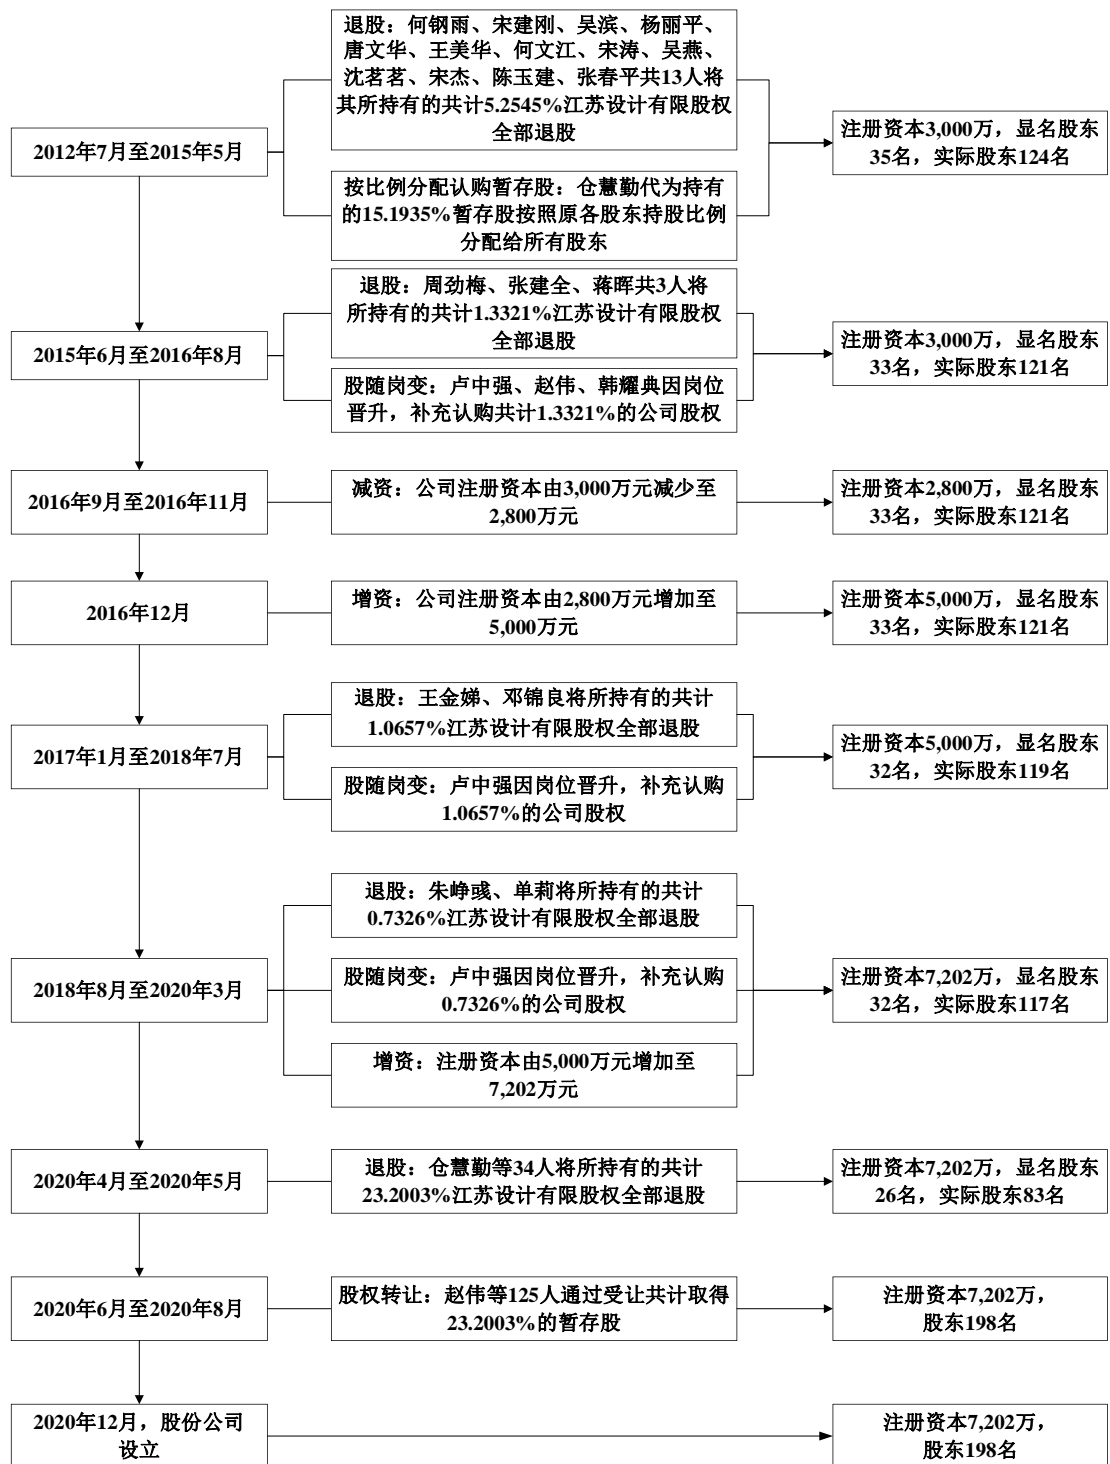 退股：何钢雨、宋建刚、吴滨、杨丽平、
唐文华、王美华、何文江、宋涛、吴燕、
沈茗茗、宋杰、陈玉建、张春平共13人将
其所持有的共计5.2545%江苏设计有限股权
全部退股
2012年7月至2015年5月
注册资本3,000万，显名股东
35名，实际股东124名
按比例分配认购暂存股：仓慧勤代为持有
的15.1935%暂存股按照原各股东持股比例
分配给所有股东
退股：周劲梅、张建全、蒋晖共3人将
所持有的共计1.3321%江苏设计有限股权
全部退股
2015年6月至2016年8月
注册资本3,000万，显名股东
33名，实际股东121名
股随岗变：卢中强、赵伟、韩耀典因岗位
晋升，补充认购共计1.3321%的公司股权
2016年9月至2016年11月
减资：公司注册资本由3,000万元减少至
2,800万元
注册资本2,800万，显名股东
33名，实际股东121名
2016年12月
增资：公司注册资本由2,800万元增加至
5,000万元
注册资本5,000万，显名股东
33名，实际股东121名
退股：王金娣、邓锦良将所持有的共计
1.0657%江苏设计有限股权全部退股
2017年1月至2018年7月
注册资本5,000万，显名股东
32名，实际股东119名
股随岗变：卢中强因岗位晋升，补充认购
1.0657%的公司股权
退股：朱峥彧、单莉将所持有的共计
0.7326%江苏设计有限股权全部退股
2018年8月至2020年3月
股随岗变：卢中强因岗位晋升，补充认购
0.7326%的公司股权
注册资本7,202万，显名股东
32名，实际股东117名
增资：注册资本由5,000万元增加至
7,202万元
2020年4月至2020年5月
退股：仓慧勤等34人将所持有的共计
23.2003%江苏设计有限股权全部退股
注册资本7,202万，显名股东
26名，实际股东83名
2020年6月至2020年8月
股权转让：赵伟等125人通过受让共计取得
23.2003%的暂存股
注册资本7,202万，
股东198名
2020年12月，股份公司
设立
注册资本7,202万，
股东198名